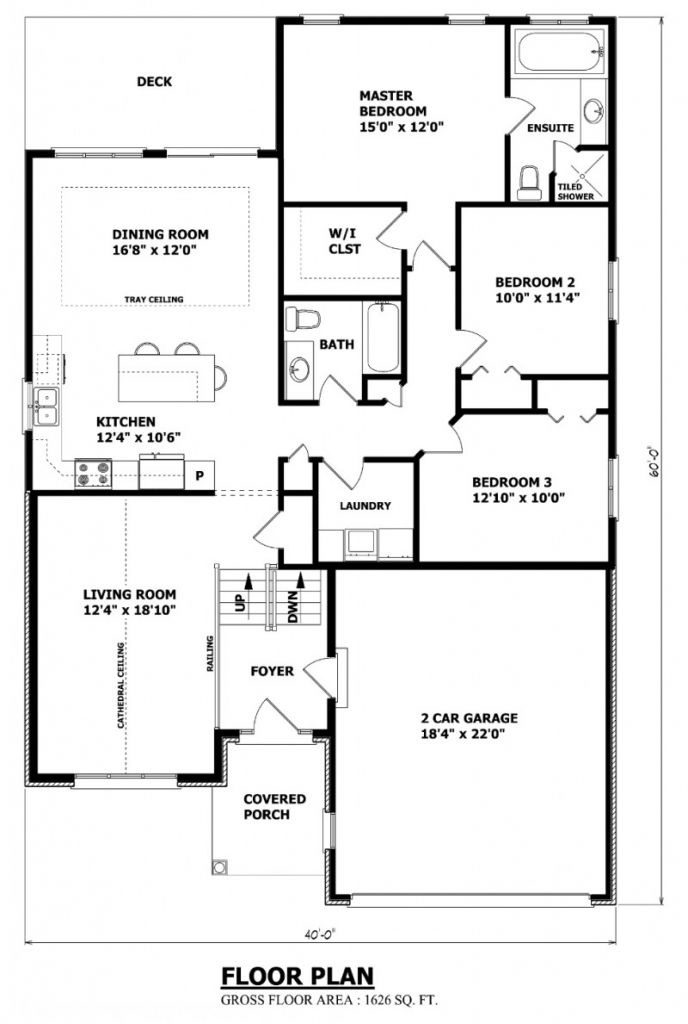 DECK
MASTER
BEDROOM
15'0" x 12'0"
ENSUITE
TILED
SHOWER
DINING ROOM
16'8" x 12'0"
TRAY CEILING
W/I
CLST
BEDROOM 2
10'0" x 11'4"
BATH
KITCHEN
12'4" x 10'6"
P
LAUNDRY
BEDROOM 3
12'10" x 10'0"
60'-0"
LIVING ROOM
12'4" x 18'10"
CATHEDRAL CEILING
RAILING
UP
DWN
FOYER
2 CAR GARAGE
18'4" x 22'0"
COVERED
PORCH
40'-0"
FLOOR PLAN
GROSS FLOOR AREA : 1626 SQ. FT.